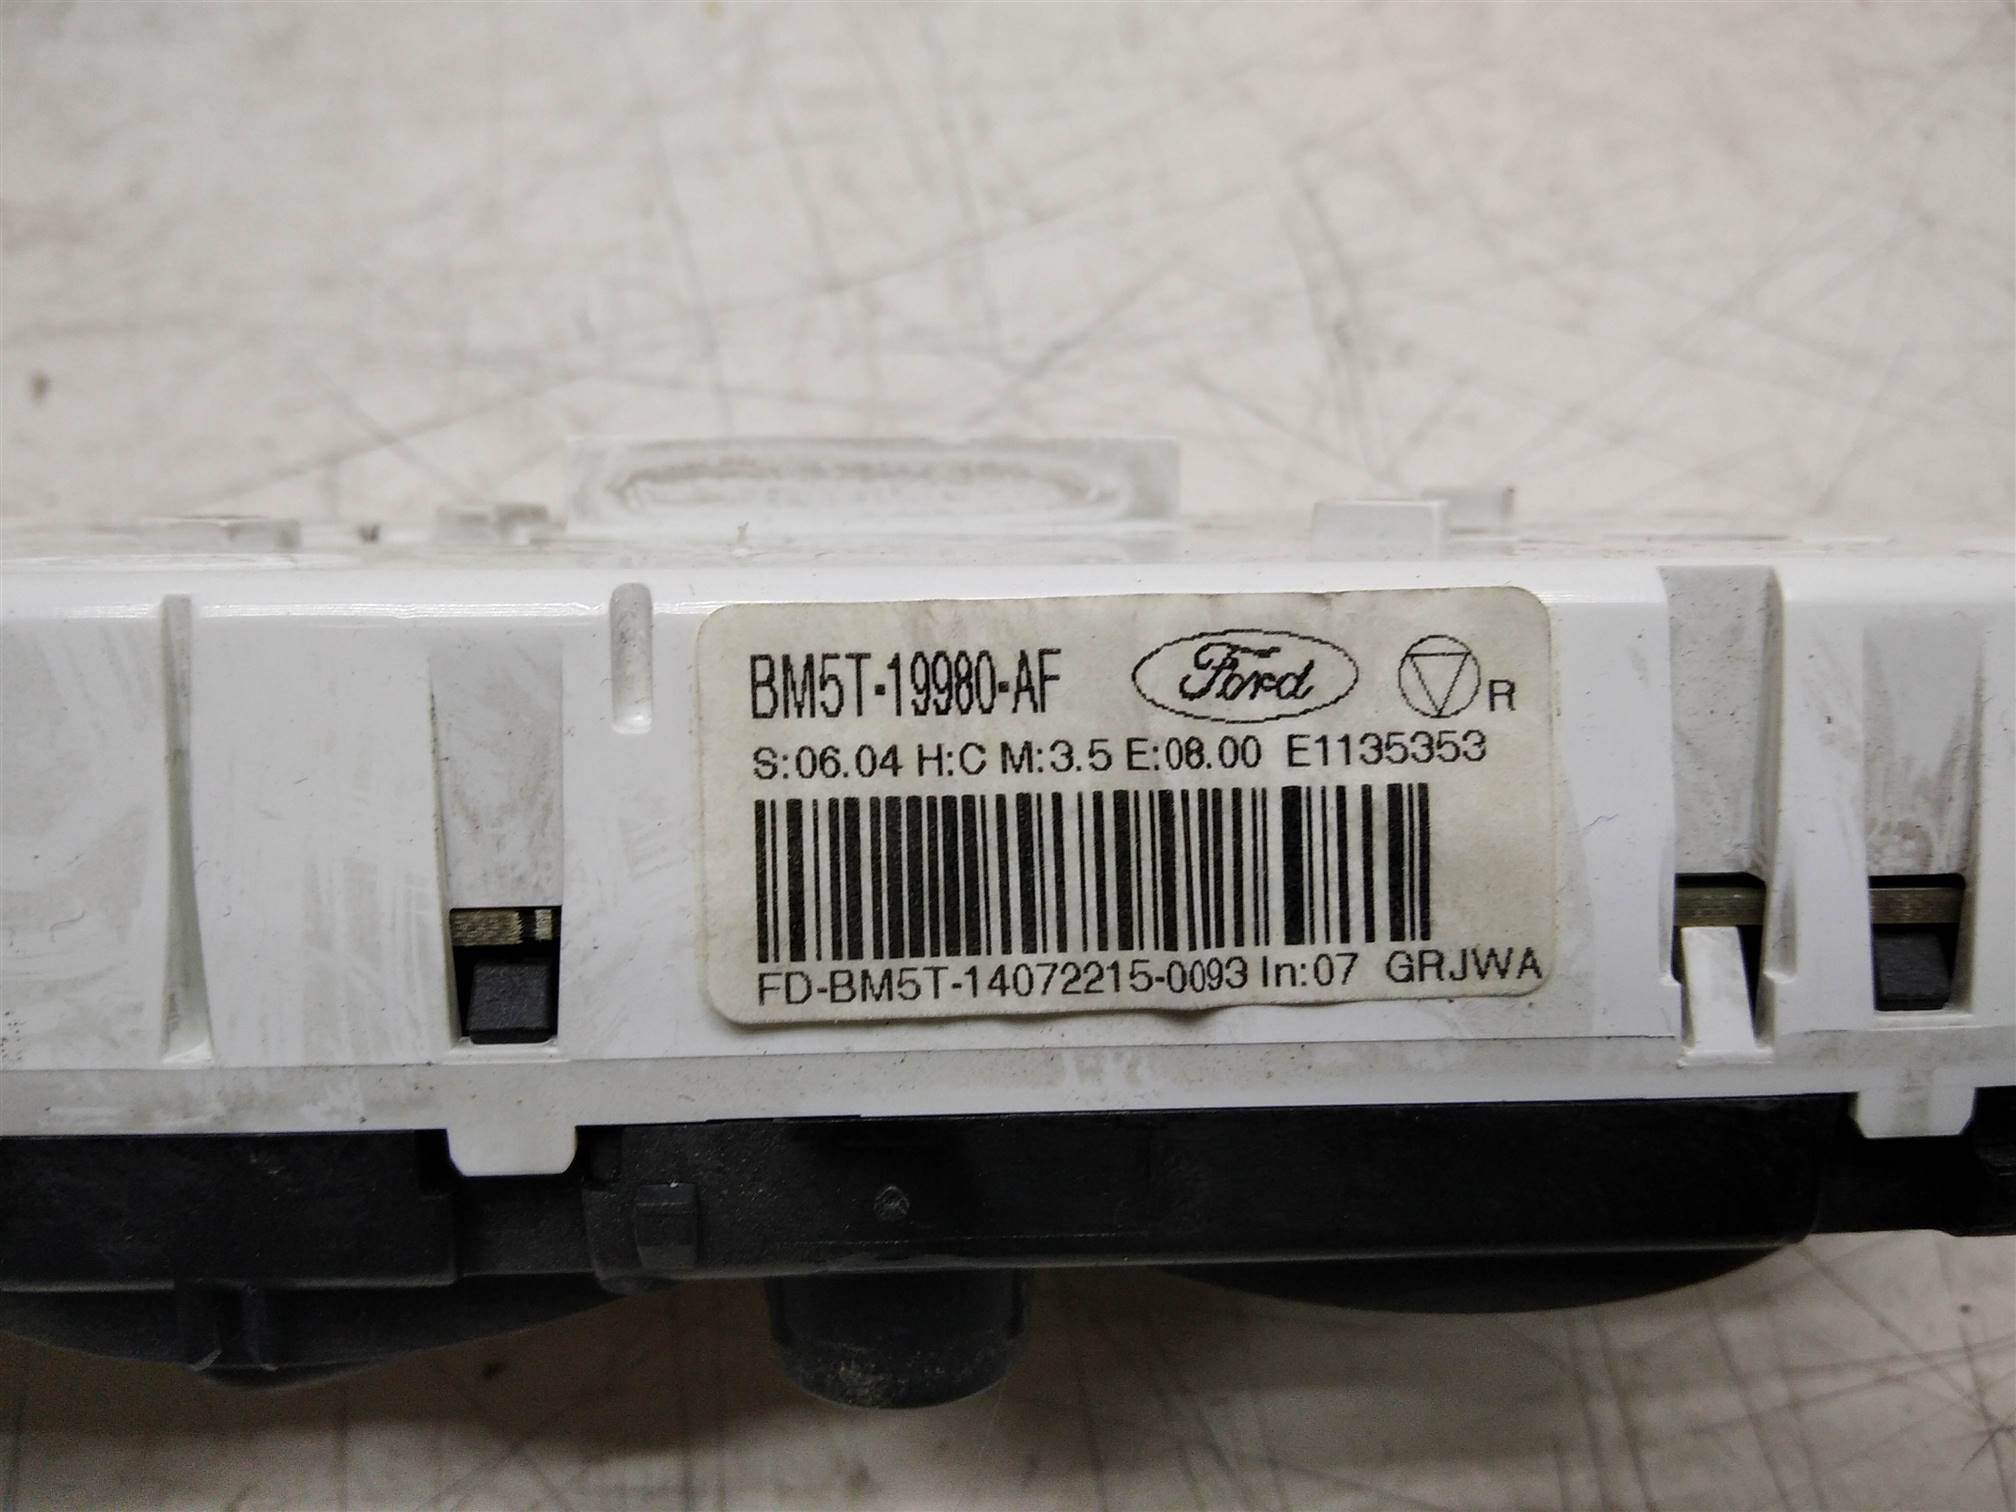 BM5T-19980-AF Ford R
S:06.04 H:C M:3.5 E:08.00 E1135353
FD-BM5T-14072215-0093 In:07 GRJWA